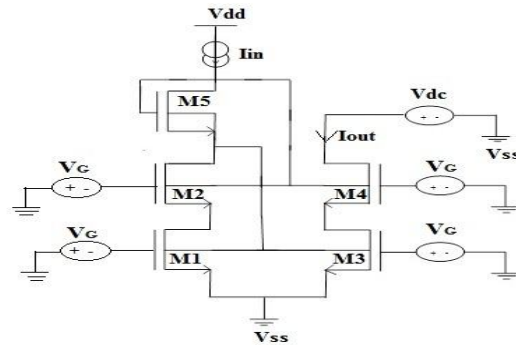 Vdd
Iin
M5
Vdc
+ -
Iout
Vss
VG
+ -
M2
M4
VG
+ -
VG
+ -
M1
M3
VG
+ -
Vss